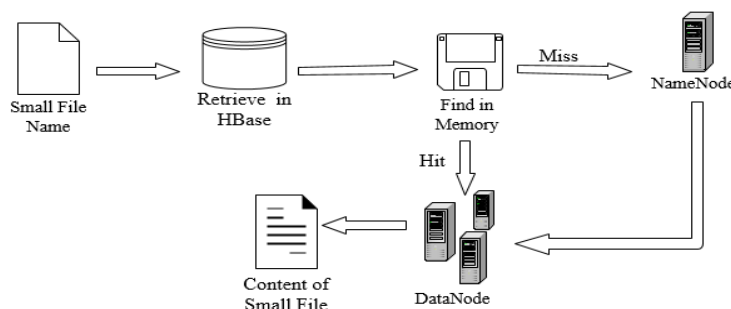 Small File
Name
Retrieve in
HBase
Find in
Memory
Miss
NameNode
Hit
DataNode
Content of
Small File